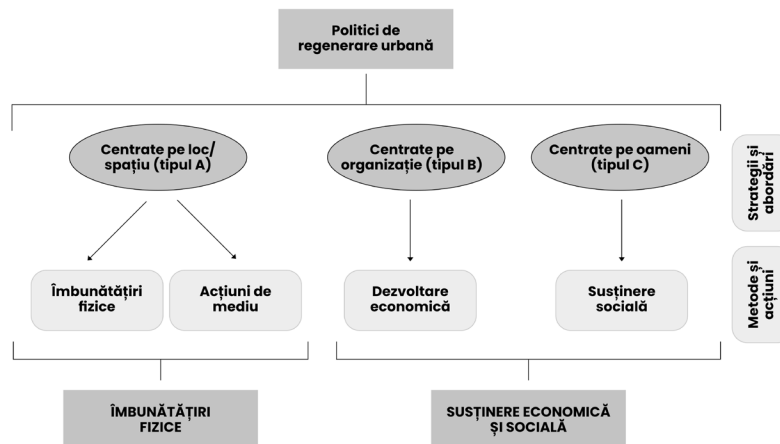 Politici de
regenerare urbană
Centrate pe loc/
spațiu (tipul A)
Centrate pe
organizație (tipul B)
Centrate pe oameni
(tipul C)
Strategii și
abordări
Îmbunătățiri
fizice
Acțiuni de
mediu
Dezvoltare
economică
Susținere
socială
Metode și
acțiuni
ÎMBUNĂTĂȚIRI
FIZICE
SUSȚINERE ECONOMICĂ
ȘI SOCIALĂ